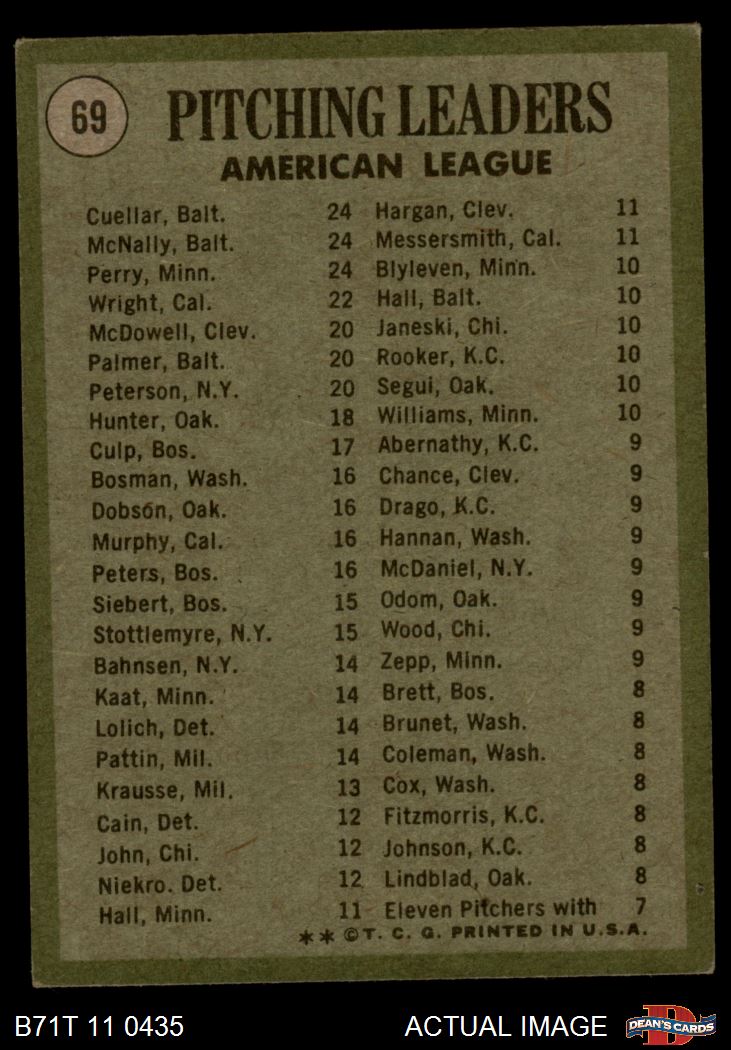 69
PITCHING LEADERS
AMERICAN LEAGUE
Cuellar, Balt. 24
McNally, Balt. 24
Perry, Minn. 24
Wright, Cal. 22
McDowell, Clev. 20
Palmer, Balt. 20
Peterson, N.Y. 20
Hunter, Oak. 18
Culp, Bos. 17
Bosman, Wash. 16
Dobson, Oak. 16
Murphy, Cal. 16
Peters, Bos. 16
Siebert, Bos. 15
Stottlemyre, N.Y. 15
Bahnsen, N.Y. 14
Kaat, Minn. 14
Lolich, Det. 14
Pattin, Mil. 14
Krausse, Mil. 13
Cain, Det. 12
John, Chi. 12
Niekro. Det. 12
Hall, Minn. 11
Hargan, Clev. 11
Messersmith, Cal. 11
Blyleven, Minn. 10
Hall, Balt. 10
Janeski, Chi. 10
Rooker, K.C. 10
Segui, Oak. 10
Williams, Minn. 10
Abernathy, K.C. 9
Chance, Clev. 9
Drago, K.C. 9
Hannan, Wash. 9
McDaniel, N.Y. 9
Odom, Oak. 9
Wood, Chi. 9
Zepp, Minn. 9
Brett, Bos. 8
Brunet, Wash. 8
Coleman, Wash. 8
Cox, Wash. 8
Fitzmorris, K.C. 8
Johnson, K.C. 8
Lindblad, Oak. 8
Eleven Pitchers with 7
**©T. C. G. PRINTED IN U.S.A.
B71T 11 0435 ACTUAL IMAGE
D
DEAN'S CARDS